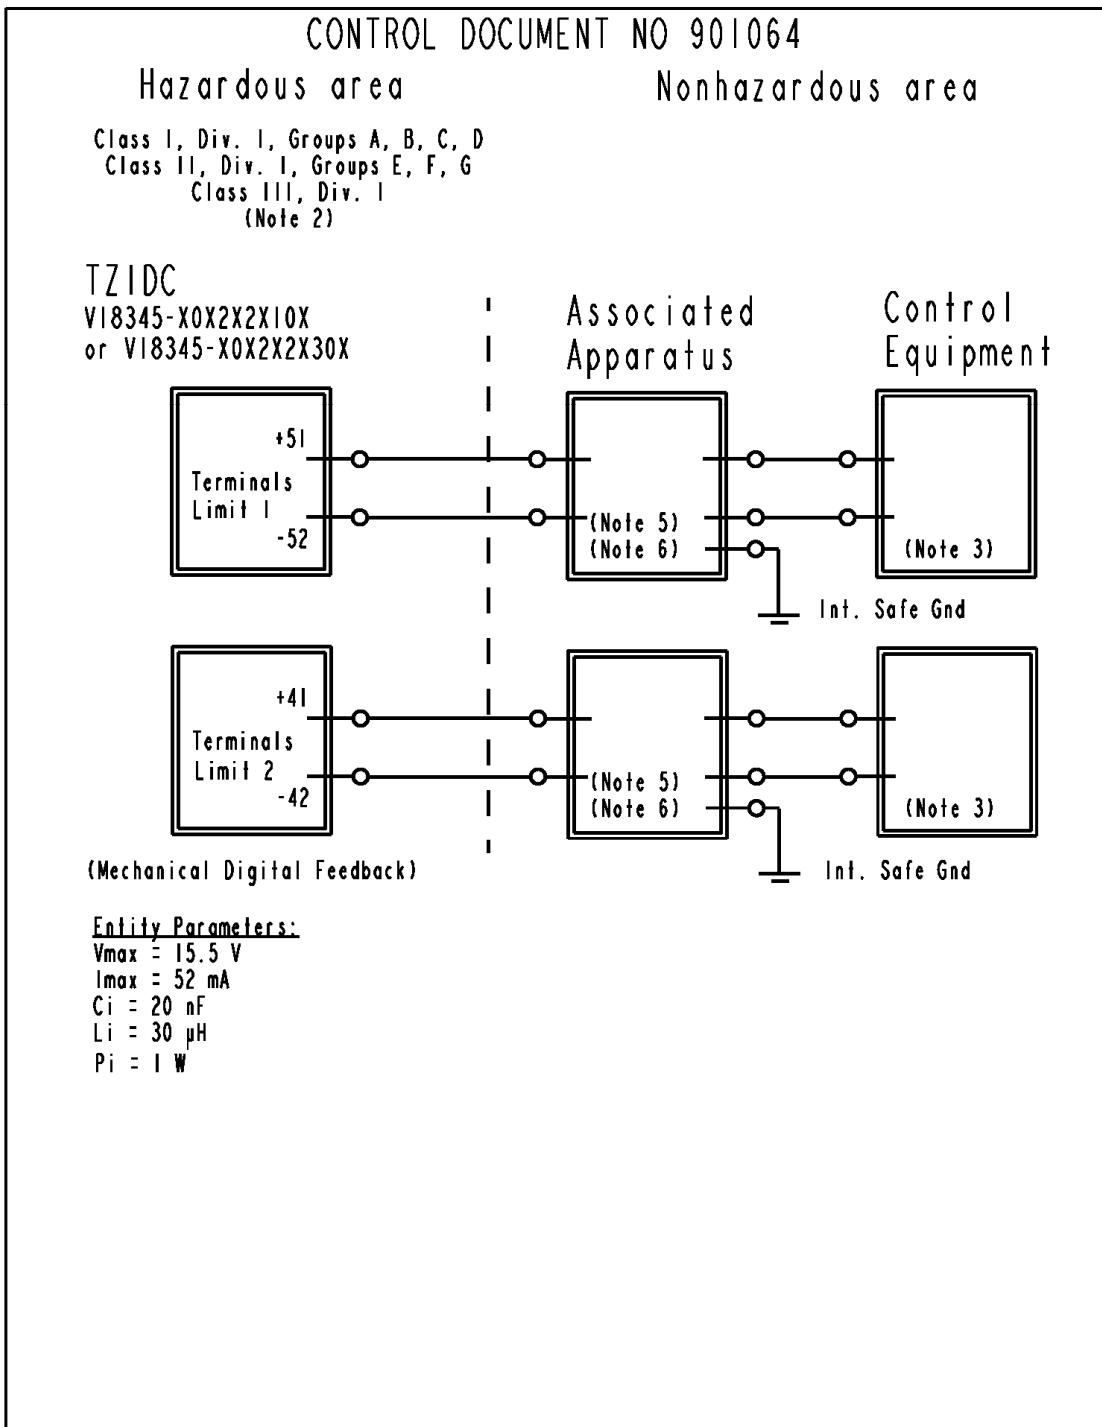 CONTROL DOCUMENT NO 901064
Hazardous area
Nonhazardous area
Class I, Div. I, Groups A, B, C, D
Class II, Div. I, Groups E, F, G
Class III, Div. I
(Note 2)
TZIDC
V18345-X0X2X2X10X
or V18345-X0X2X2X30X
Associated
Apparatus
Control
Equipment
+51
Terminals
Limit 1
-52
(Note 5)
(Note 6)
(Note 3)
Int. Safe Gnd
+41
Terminals
Limit 2
-42
(Note 5)
(Note 6)
(Note 3)
Int. Safe Gnd
(Mechanical Digital Feedback)
Entity Parameters:
Vmax = 15.5 V
Imax = 52 mA
Ci = 20 nF
Li = 30 µH
Pi = 1 W